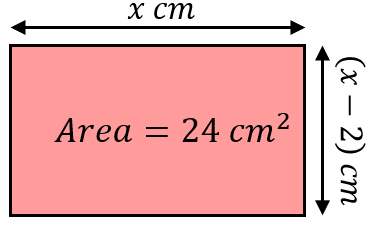 x cm
Area = 24 cm²
(x − 2) cm